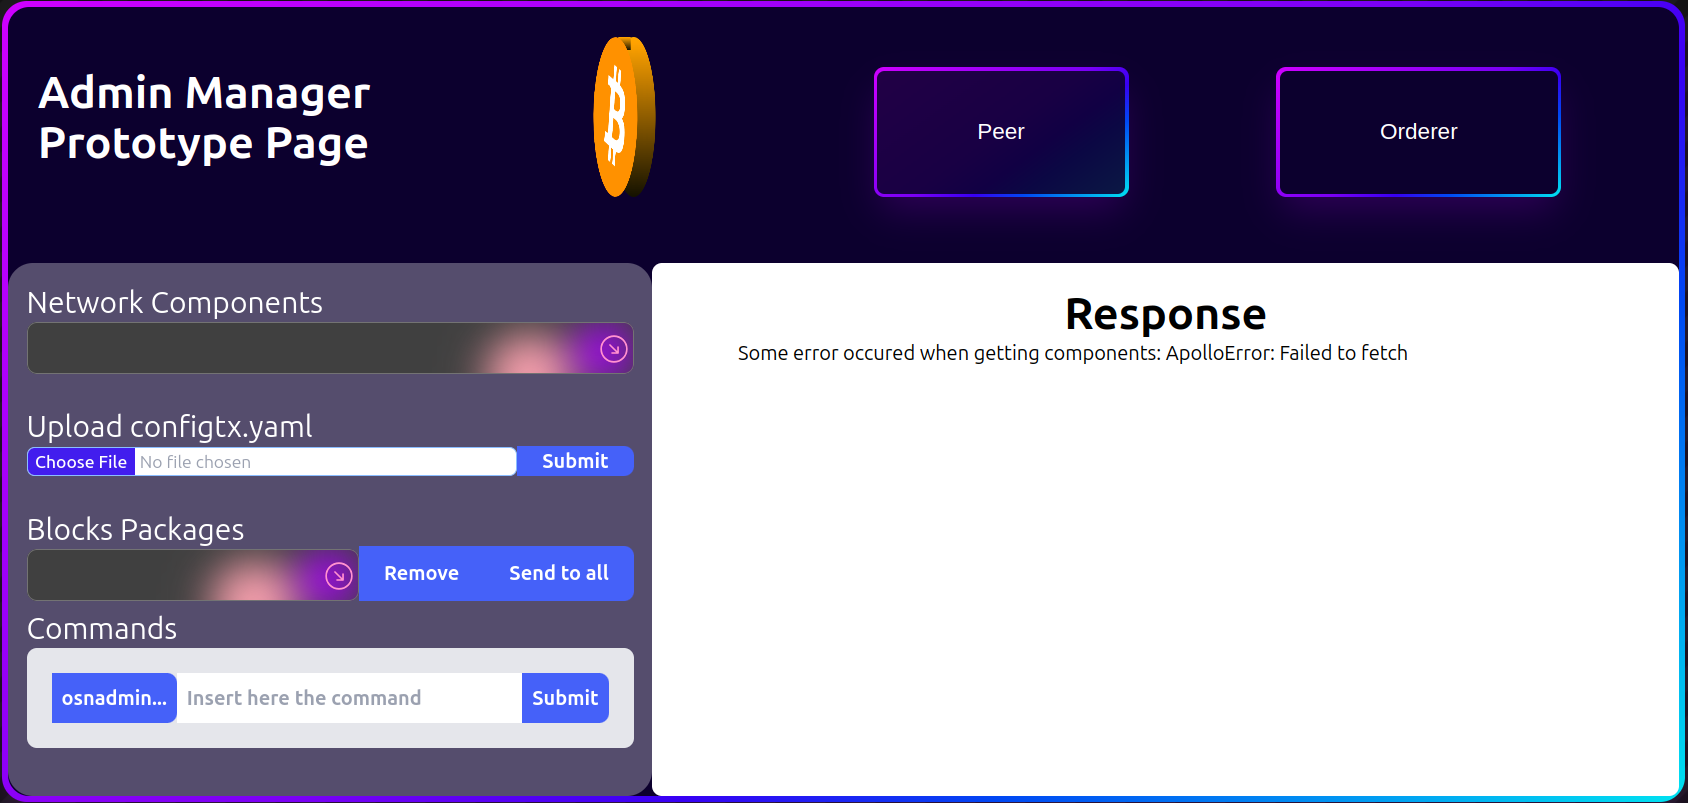 Admin Manager
Prototype Page
Peer
Orderer
Network Components
Upload configtx.yaml
Choose File No file chosen Submit
Blocks Packages
Remove Send to all
Commands
osnadmin... Insert here the command Submit
Response
Some error occured when getting components: ApolloError: Failed to fetch